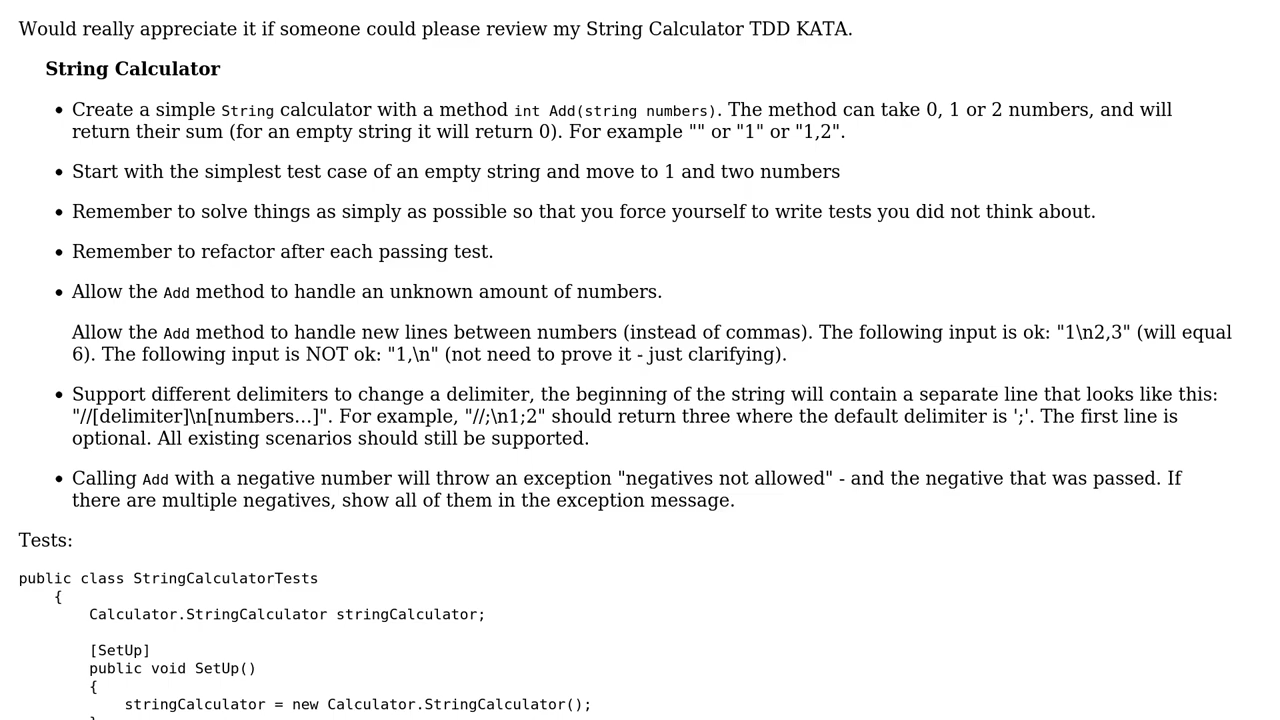 Would really appreciate it if someone could please review my String Calculator TDD KATA.
String Calculator
• Create a simple String calculator with a method int Add(string numbers). The method can take 0, 1 or 2 numbers, and will
return their sum (for an empty string it will return 0). For example "" or "1" or "1,2".
• Start with the simplest test case of an empty string and move to 1 and two numbers
• Remember to solve things as simply as possible so that you force yourself to write tests you did not think about.
• Remember to refactor after each passing test.
• Allow the Add method to handle an unknown amount of numbers.
Allow the Add method to handle new lines between numbers (instead of commas). The following input is ok: "1\n2,3" (will equal
6). The following input is NOT ok: "1,\n" (not need to prove it - just clarifying).
• Support different delimiters to change a delimiter, the beginning of the string will contain a separate line that looks like this:
"//[delimiter]\n[numbers…]". For example, "//;\n1;2" should return three where the default delimiter is ';'. The first line is
optional. All existing scenarios should still be supported.
• Calling Add with a negative number will throw an exception "negatives not allowed" - and the negative that was passed. If
there are multiple negatives, show all of them in the exception message.
Tests:
public class StringCalculatorTests
{
Calculator.StringCalculator stringCalculator;
[SetUp]
public void SetUp()
{
stringCalculator = new Calculator.StringCalculator();
}